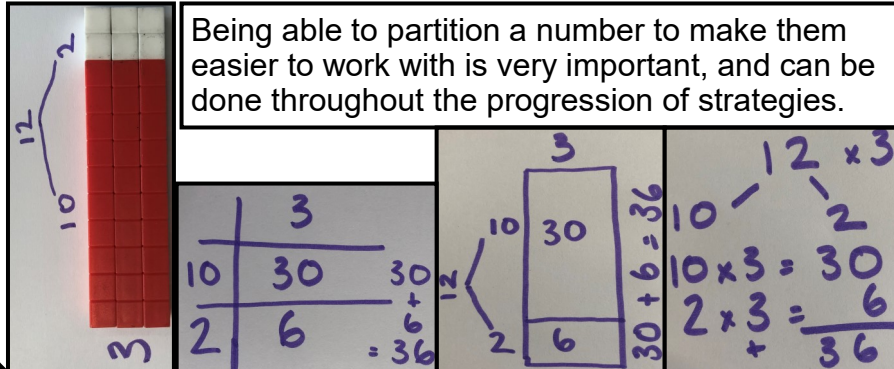 Being able to partition a number to make them
easier to work with is very important, and can be
done throughout the progression of strategies.
2
12
10
3
3
10 30 30
+
2 6 6
= 36
3
10 30
12
2 6
30 + 6 = 36
12 x 3
10 2
10 x 3 = 30
2 x 3 = 6
+ 36